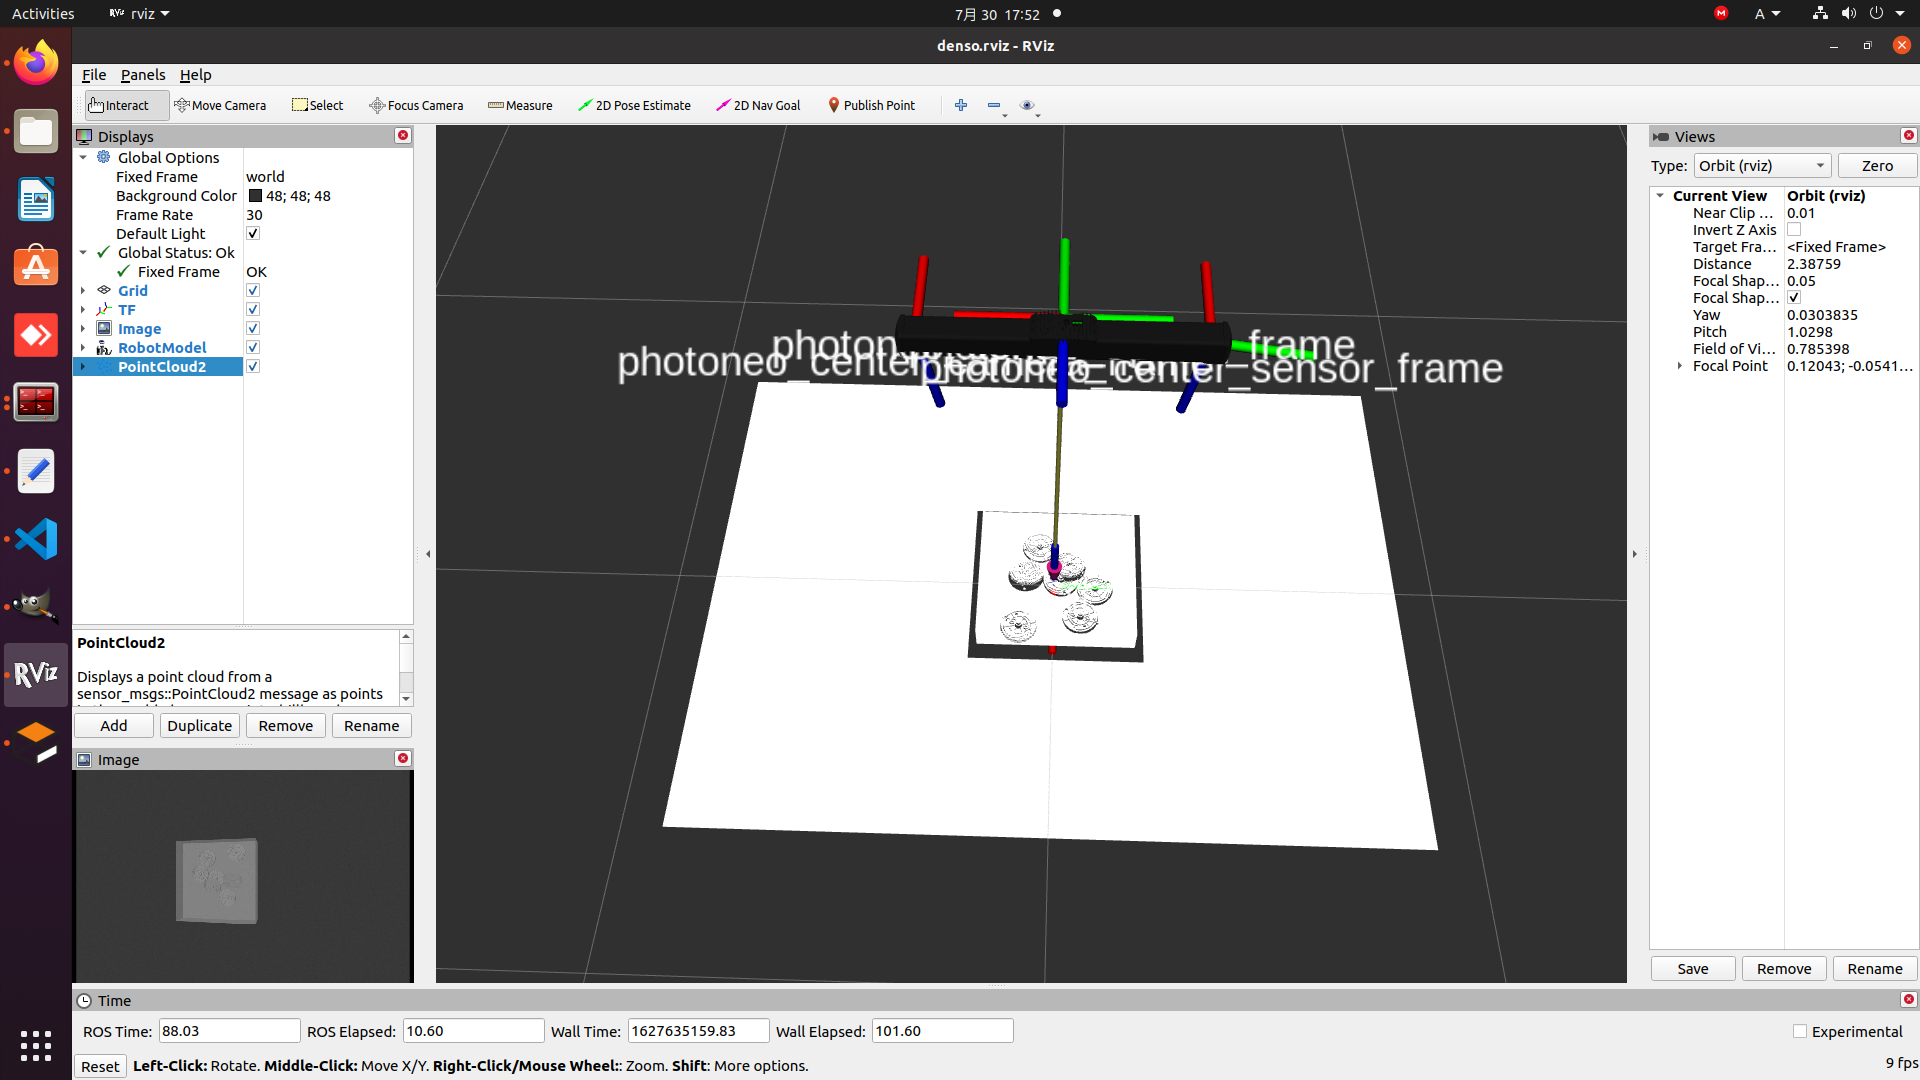 Activities
rviz
7月 30 17:52
A
denso.rviz - RViz
File Panels Help
Interact Move Camera Select Focus Camera Measure 2D Pose Estimate 2D Nav Goal Publish Point
Displays
Global Options
Fixed Frame world
Background Color 48; 48; 48
Frame Rate 30
Default Light
Global Status: Ok
Fixed Frame OK
Grid
TF
Image
RobotModel
PointCloud2
PointCloud2
Displays a point cloud from a
sensor_msgs::PointCloud2 message as points
Add Duplicate Remove Rename
Image
frame
photoneo_center
photoneo_center_sensor_frame
Views
Type: Orbit (rviz) Zero
Current View Orbit (rviz)
Near Clip ... 0.01
Invert Z Axis
Target Fra... <Fixed Frame>
Distance 2.38759
Focal Shap... 0.05
Focal Shap...
Yaw 0.0303835
Pitch 1.0298
Field of Vi... 0.785398
Focal Point 0.12043; -0.0541...
Save Remove Rename
RViz
Time
ROS Time: 88.03 ROS Elapsed: 10.60 Wall Time: 1627635159.83 Wall Elapsed: 101.60 Experimental
Reset Left-Click: Rotate. Middle-Click: Move X/Y. Right-Click/Mouse Wheel:: Zoom. Shift: More options. 9 fps